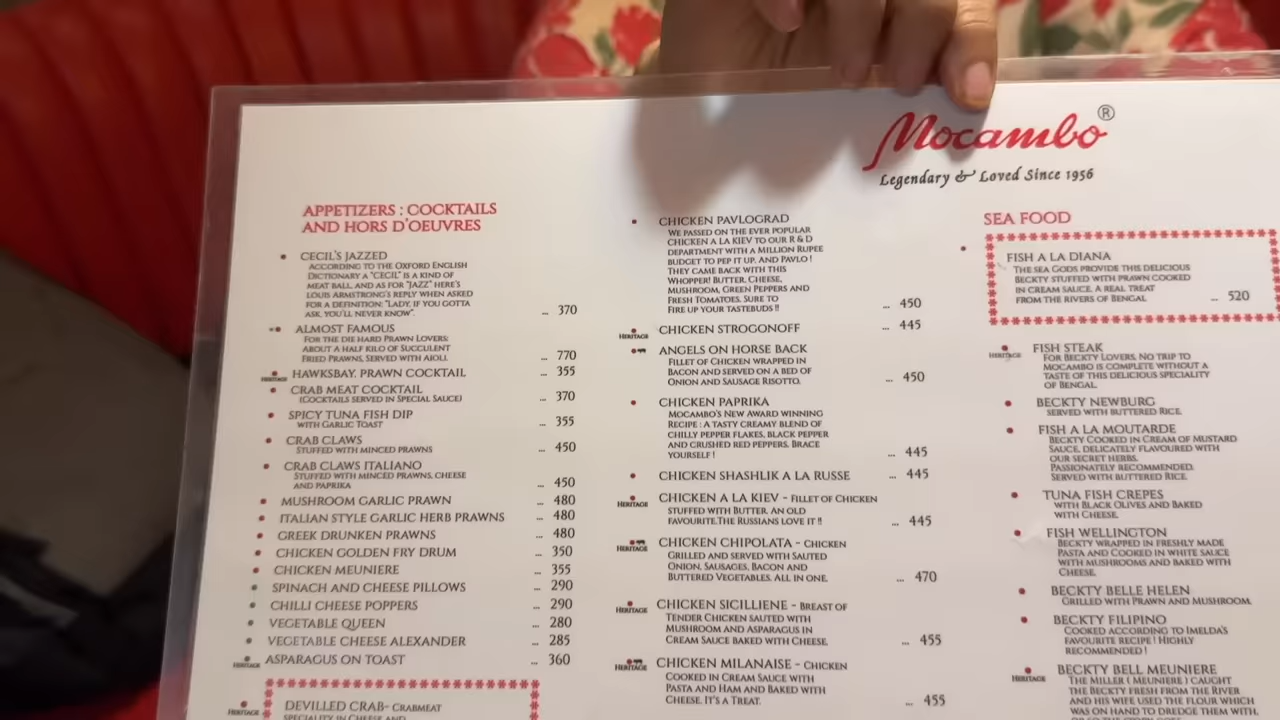 Mocambo®
Legendary & Loved Since 1956
APPETIZERS : COCKTAILS
AND HORS D'OEUVRES
CECIL'S JAZZED
ACCORDING TO THE OXFORD ENGLISH
DICTIONARY A "CECIL" IS A KIND OF
MEAT BALL, AND AS FOR "JAZZ" HERE'S
LOUIS ARMSTRONG'S REPLY WHEN ASKED
FOR A DEFINITION: "LADY, IF YOU GOTTA
ASK, YOU'LL NEVER KNOW". ... 370
ALMOST FAMOUS
FOR THE DIE HARD PRAWN LOVERS:
ABOUT A HALF KILO OF SUCCULENT
FRIED PRAWNS, SERVED WITH AIOLI. ... 770
HERITAGE HAWKSBAY. PRAWN COCKTAIL ... 355
CRAB MEAT COCKTAIL
(COCKTAILS SERVED IN SPECIAL SAUCE) ... 370
SPICY TUNA FISH DIP
WITH GARLIC TOAST ... 355
CRAB CLAWS
STUFFED WITH MINCED PRAWNS ... 450
CRAB CLAWS ITALIANO
STUFFED WITH MINCED PRAWNS, CHEESE
AND PAPRIKA ... 450
MUSHROOM GARLIC PRAWN ... 480
ITALIAN STYLE GARLIC HERB PRAWNS ... 480
GREEK DRUNKEN PRAWNS ... 480
CHICKEN GOLDEN FRY DRUM ... 350
CHICKEN MEUNIERE ... 355
SPINACH AND CHEESE PILLOWS ... 290
CHILLI CHEESE POPPERS ... 290
VEGETABLE QUEEN ... 280
VEGETABLE CHEESE ALEXANDER ... 285
HERITAGE ASPARAGUS ON TOAST ... 360
HERITAGE DEVILLED CRAB- CRABMEAT
SPECIALITY IN CHEESE AND
CHICKEN PAVLOGRAD
WE PASSED ON THE EVER POPULAR
CHICKEN A LA KIEV TO OUR R & D
DEPARTMENT WITH A MILLION RUPEE
BUDGET TO PEP IT UP. AND PAVLO !
THEY CAME BACK WITH THIS
WHOPPER! BUTTER, CHEESE,
MUSHROOM, GREEN PEPPERS AND
FRESH TOMATOES. SURE TO
FIRE UP YOUR TASTEBUDS !! ... 450
HERITAGE CHICKEN STROGONOFF ... 445
ANGELS ON HORSE BACK
FILLET OF CHICKEN WRAPPED IN
BACON AND SERVED ON A BED OF
ONION AND SAUSAGE RISOTTO. ... 450
CHICKEN PAPRIKA
MOCAMBO'S NEW AWARD WINNING
RECIPE : A TASTY CREAMY BLEND OF
CHILLY PEPPER FLAKES, BLACK PEPPER
AND CRUSHED RED PEPPERS. BRACE
YOURSELF ! ... 445
CHICKEN SHASHLIK A LA RUSSE ... 445
HERITAGE CHICKEN A LA KIEV - FILLET OF CHICKEN
STUFFED WITH BUTTER. AN OLD
FAVOURITE.THE RUSSIANS LOVE IT !! ... 445
HERITAGE CHICKEN CHIPOLATA - CHICKEN
GRILLED AND SERVED WITH SAUTED
ONION, SAUSAGES, BACON AND
BUTTERED VEGETABLES. ALL IN ONE. ... 470
HERITAGE CHICKEN SICILLIENE - BREAST OF
TENDER CHICKEN SAUTED WITH
MUSHROOM AND ASPARAGUS IN
CREAM SAUCE BAKED WITH CHEESE. ... 455
HERITAGE CHICKEN MILANAISE - CHICKEN
COOKED IN CREAM SAUCE WITH
PASTA AND HAM AND BAKED WITH
CHEESE. IT'S A TREAT. ... 455
SEA FOOD
FISH A LA DIANA
THE SEA GODS PROVIDE THIS DELICIOUS
BECKTY STUFFED WITH PRAWN COOKED
IN CREAM SAUCE. A REAL TREAT
FROM THE RIVERS OF BENGAL ... 520
HERITAGE FISH STEAK
FOR BECKTY LOVERS. NO TRIP TO
MOCAMBO IS COMPLETE WITHOUT A
TASTE OF THIS DELICIOUS SPECIALITY
OF BENGAL.
BECKTY NEWBURG
SERVED WITH BUTTERED RICE.
FISH A LA MOUTARDE
BECKTY COOKED IN CREAM OF MUSTARD
SAUCE, DELICATELY FLAVOURED WITH
OUR SECRET HERBS.
PASSIONATELY RECOMMENDED.
SERVED WITH BUTTERED RICE.
TUNA FISH CREPES
WITH BLACK OLIVES AND BAKED
WITH CHEESE.
FISH WELLINGTON
BECKTY WRAPPED IN FRESHLY MADE
PASTA AND COOKED IN WHITE SAUCE
WITH MUSHROOMS AND BAKED WITH
CHEESE.
BECKTY BELLE HELEN
GRILLED WITH PRAWN AND MUSHROOM.
BECKTY FILIPINO
COOKED ACCORDING TO IMELDA'S
FAVOURITE RECIPE ! HIGHLY
RECOMMENDED !
HERITAGE BECKTY BELL MEUNIERE
THE MILLER ( MEUNIERE ) CAUGHT
THE BECKTY FRESH FROM THE RIVER
AND HIS WIFE USED THE FLOUR WHICH
WAS ON HAND TO DREDGE THEM WITH,